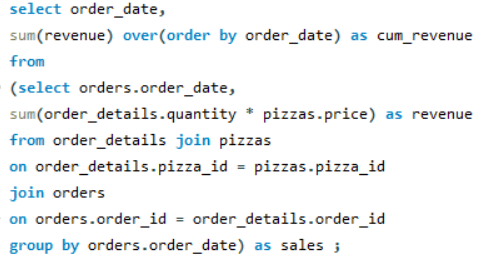 select order_date,
sum(revenue) over(order by order_date) as cum_revenue
from
(select orders.order_date,
sum(order_details.quantity * pizzas.price) as revenue
from order_details join pizzas
on order_details.pizza_id = pizzas.pizza_id
join orders
on orders.order_id = order_details.order_id
group by orders.order_date) as sales ;